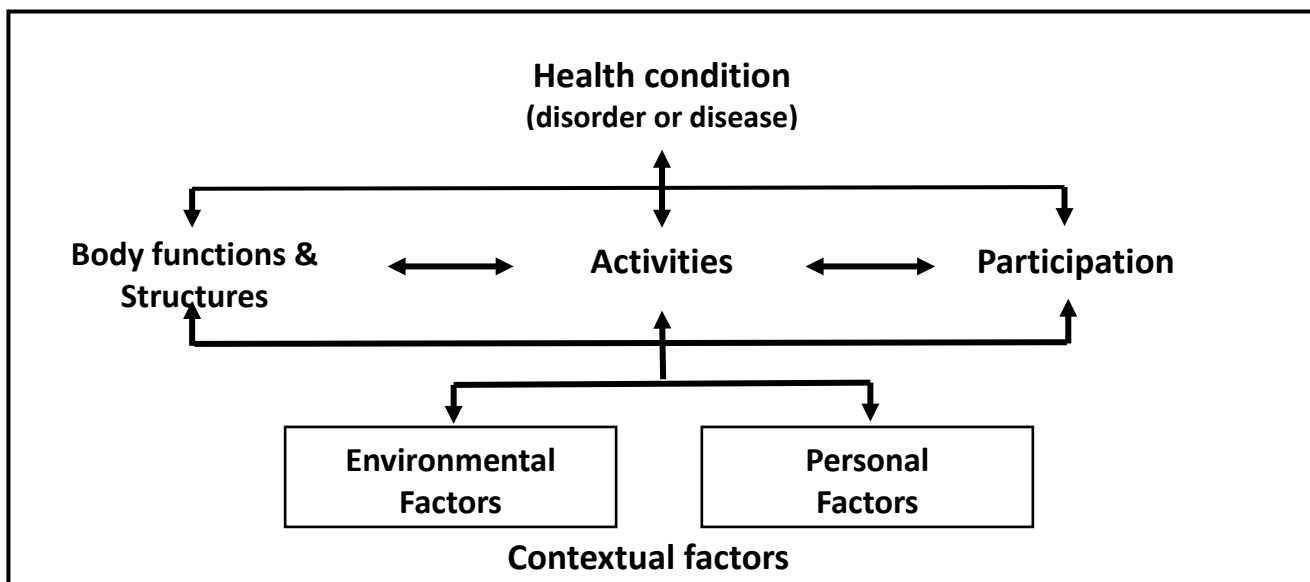 Health condition
(disorder or disease)
Body functions &
Structures
Activities
Participation
Environmental
Factors
Personal
Factors
Contextual factors